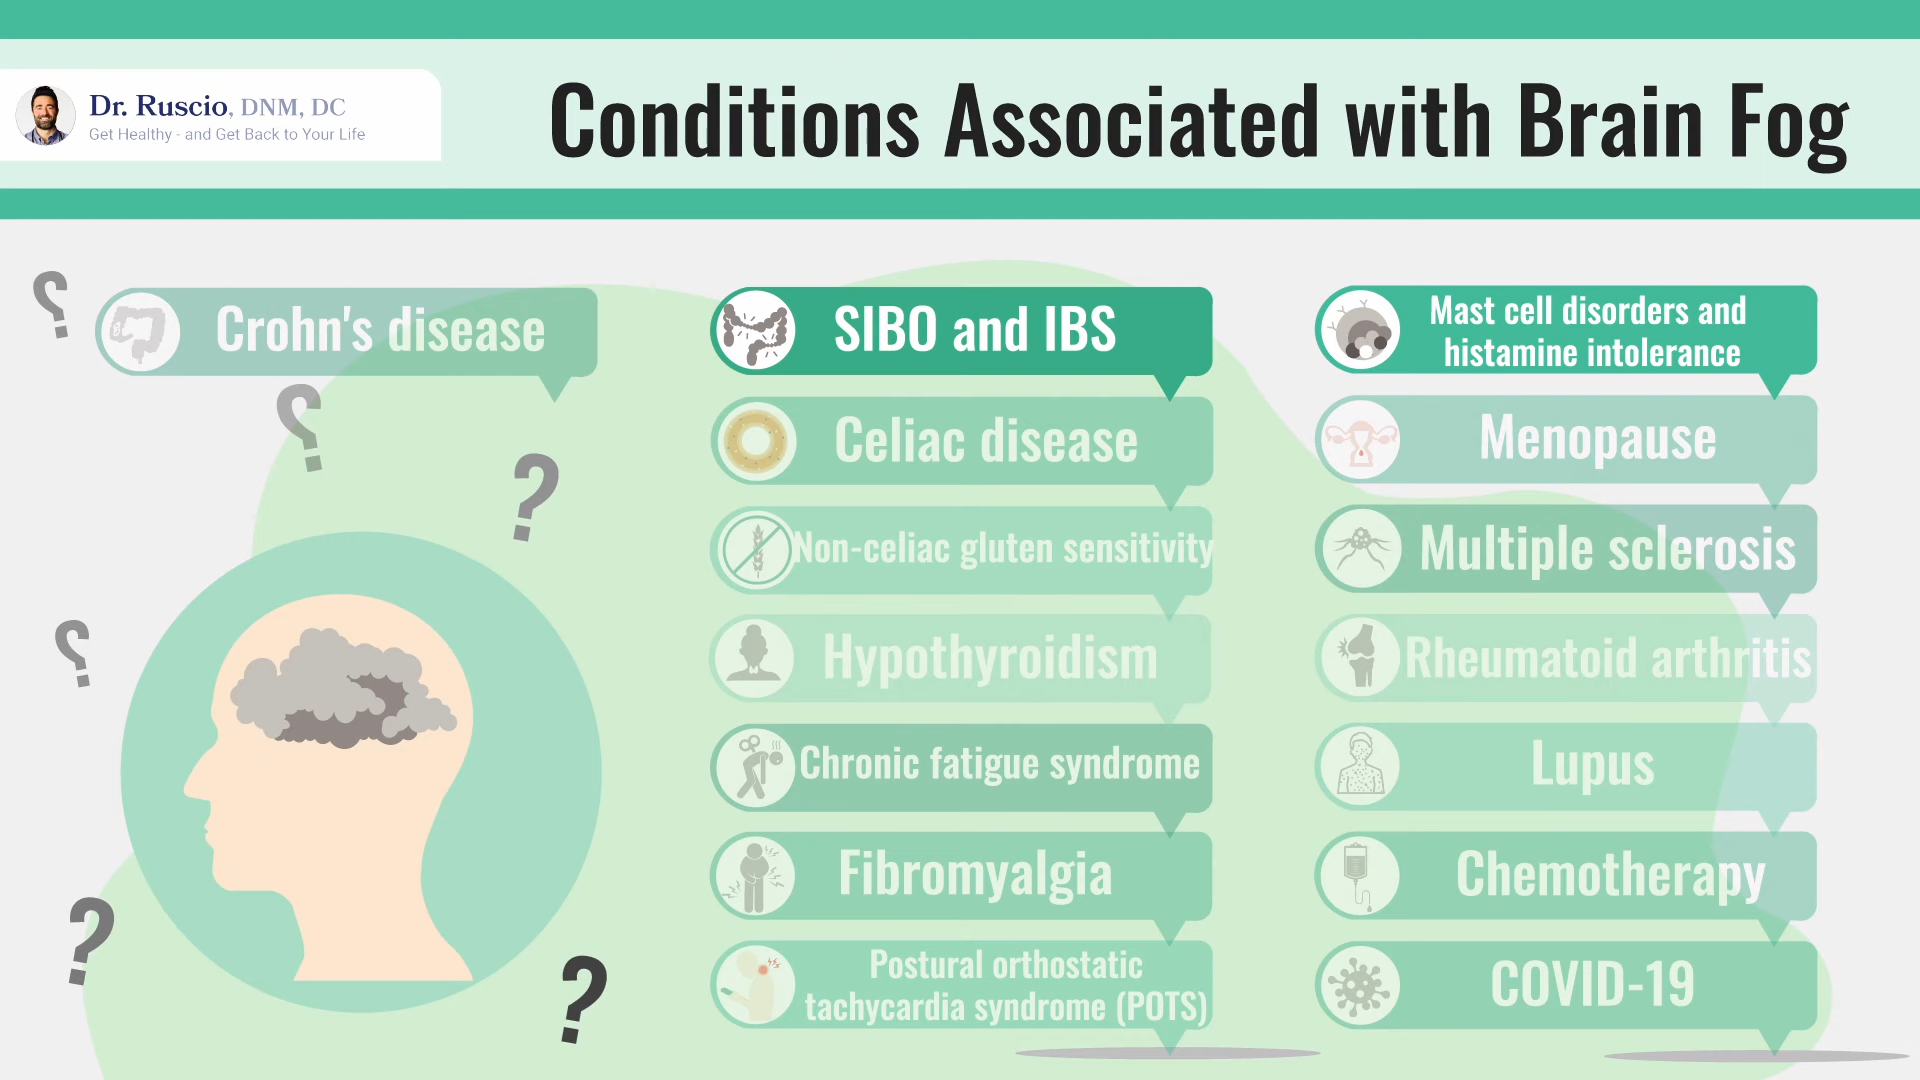 Dr. Ruscio, DNM, DC
Get Healthy - and Get Back to Your Life
Conditions Associated with Brain Fog
Crohn's disease
SIBO and IBS
Celiac disease
Non-celiac gluten sensitivity
Hypothyroidism
Chronic fatigue syndrome
Fibromyalgia
Postural orthostatic
tachycardia syndrome (POTS)
Mast cell disorders and
histamine intolerance
Menopause
Multiple sclerosis
Rheumatoid arthritis
Lupus
Chemotherapy
COVID-19
?
?
?
?
?
?